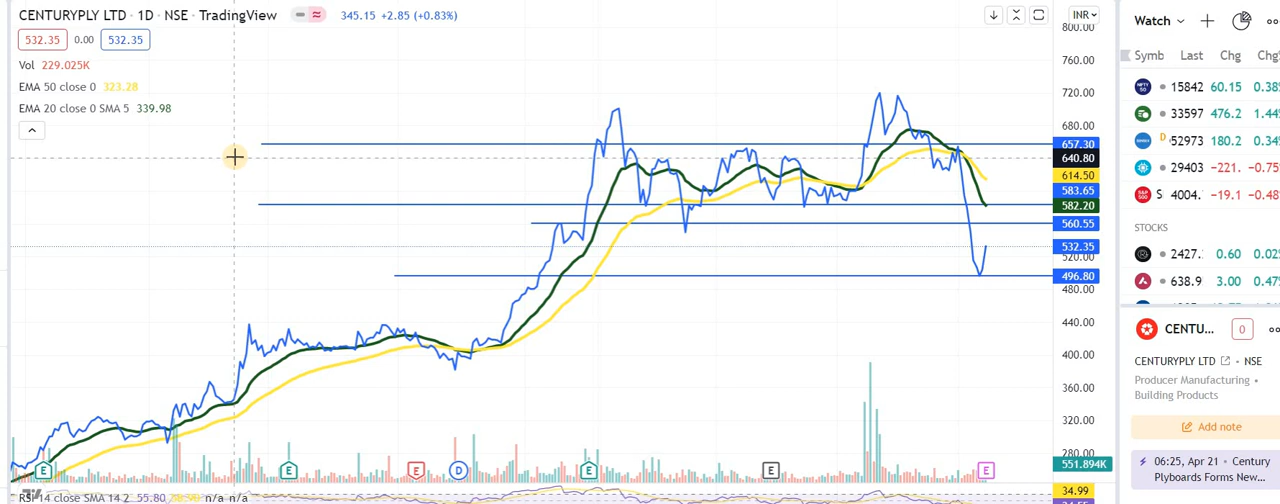 CENTURYPLY LTD · 1D · NSE · TradingView 345.15 +2.85 (+0.83%)
532.35 0.00 532.35
Vol 229.025K
EMA 50 close 0 323.28
EMA 20 close 0 SMA 5 339.98
INR
800.00
760.00
720.00
680.00
657.30
640.80
614.50
583.65
582.20
560.55
532.35
520.00
496.80
480.00
440.00
400.00
360.00
320.00
280.00
551.894K
34.99
E E E D E E E
RSI 14 close SMA 14 2 55.80 n/a n/a
Watch
Symb Last Chg Chg%
15842 60.15 0.38%
33597 476.2 1.44
D 52973 180.2 0.34%
29403 -221. -0.75%
S 4004. -19.1 -0.48%
STOCKS
2427. 0.60 0.02%
638.9 3.00 0.47%
CENTU... 0
CENTURYPLY LTD · NSE
Producer Manufacturing •
Building Products
Add note
06:25, Apr 21 • Century
Plyboards Forms New...